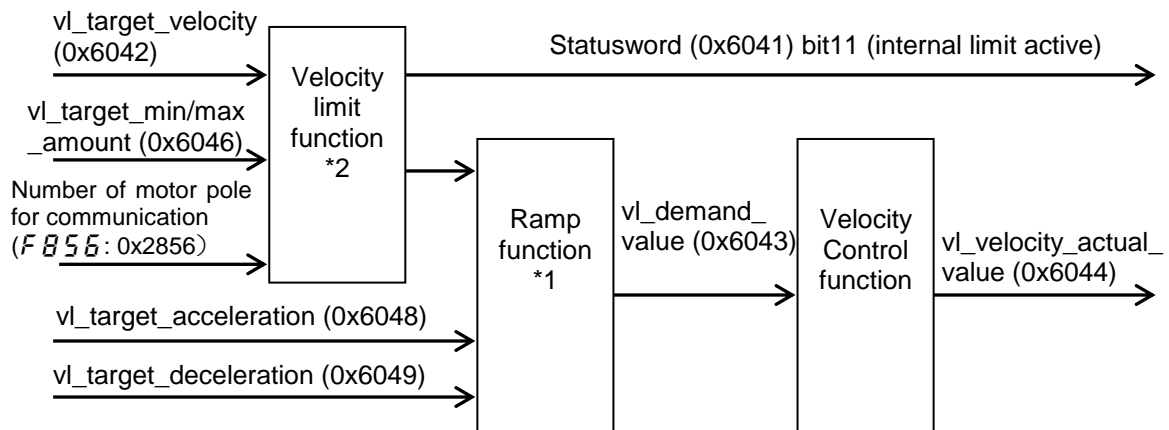 vl_target_velocity
(0x6042)
Statusword (0x6041) bit11 (internal limit active)
Velocity
limit
function
*2
vl_target_min/max
_amount (0x6046)
Number of motor pole
for communication
(F856: 0x2856）
Ramp
function
*1
vl_demand_
value (0x6043)
Velocity
Control
function
vl_velocity_actual_
value (0x6044)
vl_target_acceleration (0x6048)
vl_target_deceleration (0x6049)